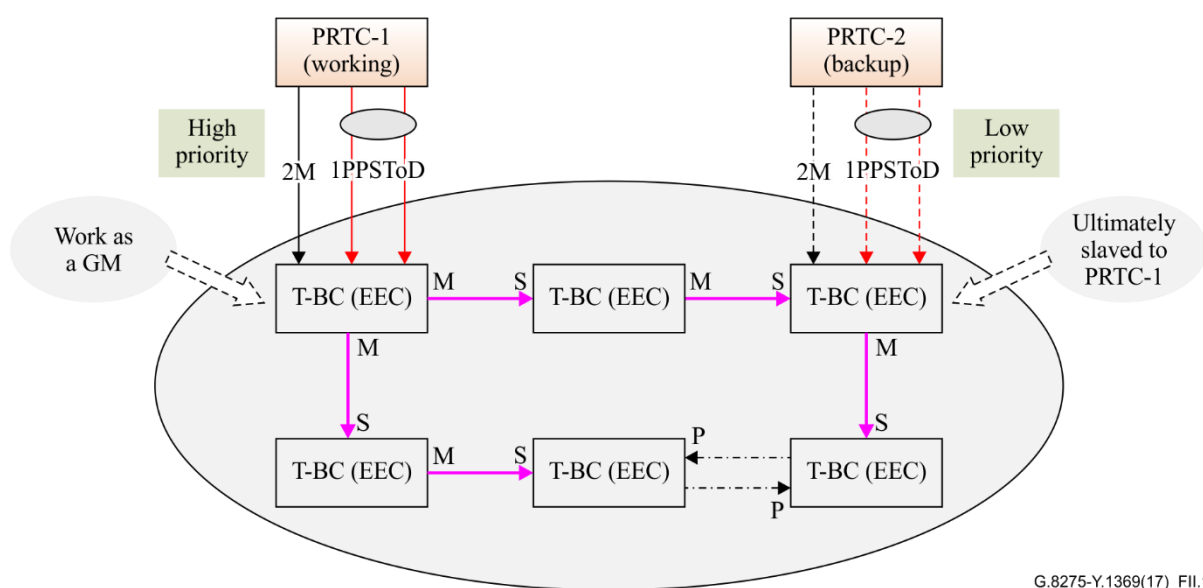 PRTC-1
(working)
PRTC-2
(backup)
High
priority
2M
1PPSToD
2M
1PPSToD
Low
priority
Work as
a GM
Ultimately
slaved to
PRTC-1
T-BC (EEC)
M
S
T-BC (EEC)
M
S
T-BC (EEC)
M
M
S
S
T-BC (EEC)
M
S
T-BC (EEC)
P
P
T-BC (EEC)
G.8275-Y.1369(17)_FII.